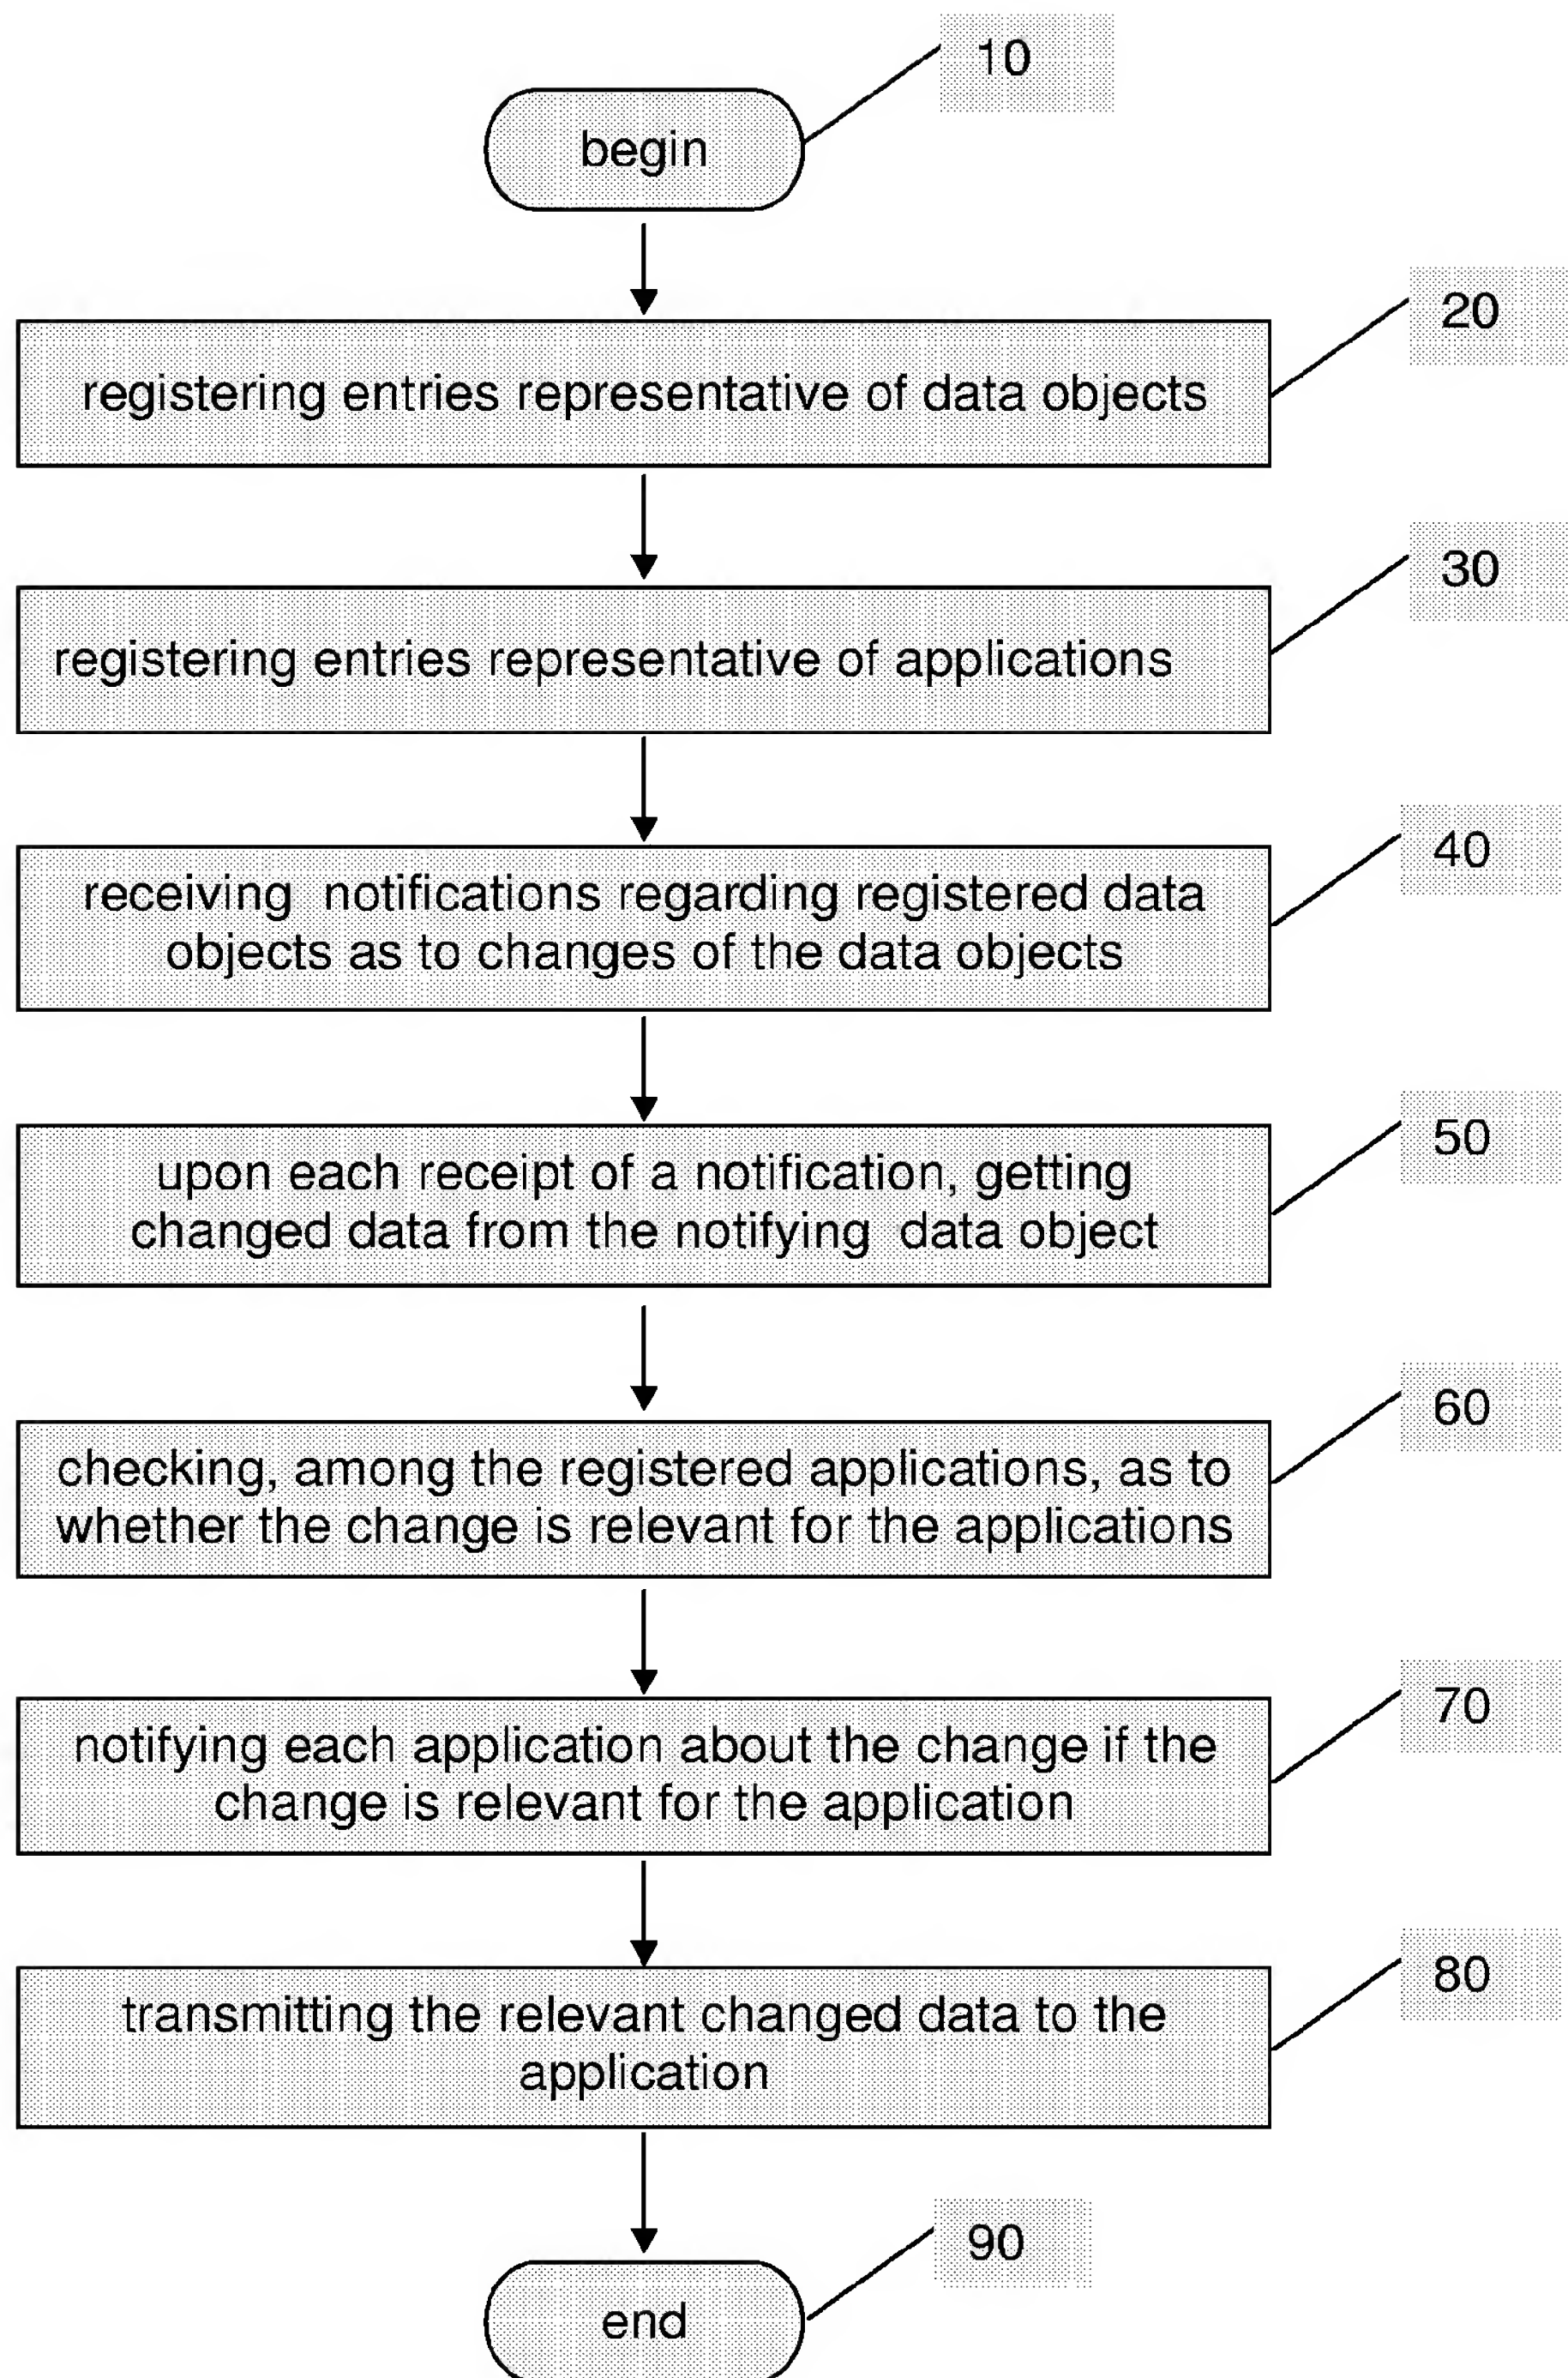 10
begin
20
registering entries representative of data objects
30
registering entries representative of applications
40
receiving notifications regarding registered data
objects as to changes of the data objects
50
upon each receipt of a notification, getting
changed data from the notifying data object
60
checking, among the registered applications, as to
whether the change is relevant for the applications
70
notifying each application about the change if the
change is relevant for the application
80
transmitting the relevant changed data to the
application
90
end